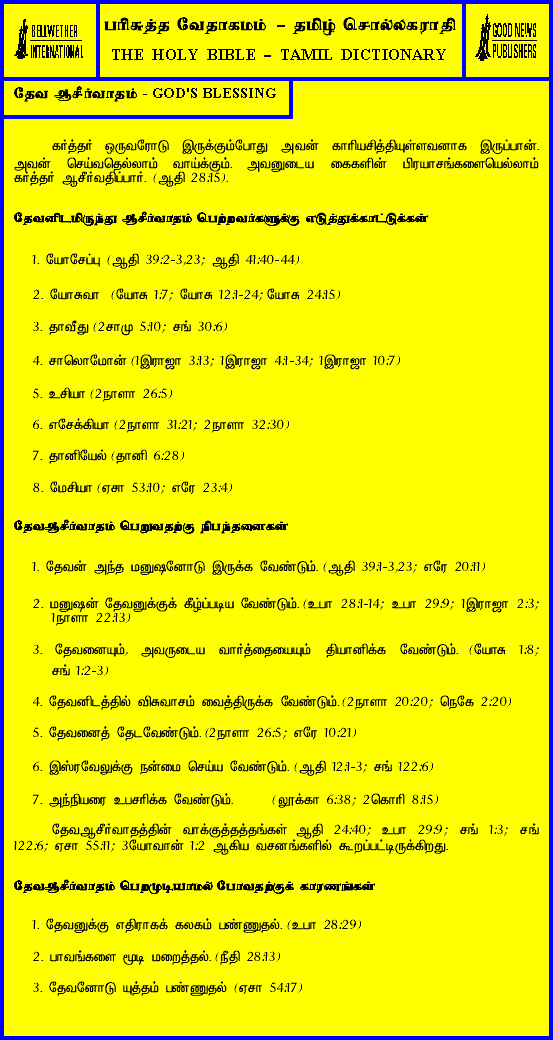 BELLWETHER
INTERNATIONAL
பரிசுத்த வேதாகமம் – தமிழ் சொல்லகராதி
THE HOLY BIBLE – TAMIL DICTIONARY
GOOD NEWS
PUBLISHERS
தேவ ஆசீர்வாதம் - GOD'S BLESSING
கர்த்தர் ஒருவரோடு இருக்கும்போது அவன் காரியசித்தியுள்ளவனாக இருப்பான்.
அவன் செய்வதெல்லாம் வாய்க்கும். அவனுடைய கைகளின் பிரயாசங்களையெல்லாம்
கர்த்தர் ஆசீர்வதிப்பார். (ஆதி 28:15).
தேவனிடமிருந்து ஆசீர்வாதம் பெற்றவர்களுக்கு எடுத்துக்காட்டுக்கள்
1. யோசேப்பு (ஆதி 39:2-3,23; ஆதி 41:40-44)
2. யோசுவா (யோசு 1:7; யோசு 12:1-24; யோசு 24:15)
3. தாவீது (2சாமு 5:10; சங் 30:6)
4. சாலொமோன் (1இராஜா 3:13; 1இராஜா 4:1-34; 1இராஜா 10:7)
5. உசியா (2நாளா 26:5)
6. எசேக்கியா (2நாளா 31:21; 2நாளா 32:30)
7. தானியேல் (தானி 6:28)
8. மேசியா (ஏசா 53:10; எரே 23:4)
தேவஆசீர்வாதம் பெறுவதற்கு நிபந்தனைகள்
1. தேவன் அந்த மனுஷனோடு இருக்க வேண்டும். (ஆதி 39:1-3,23; எரே 20:11)
2. மனுஷன் தேவனுக்குக் கீழ்ப்படிய வேண்டும். (உபா 28:1-14; உபா 29:9; 1இராஜா 2:3;
1நாளா 22:13)
3. தேவனையும், அவருடைய வார்த்தையையும் தியானிக்க வேண்டும். (யோசு 1:8;
சங் 1:2-3)
4. தேவனிடத்தில் விசுவாசம் வைத்திருக்க வேண்டும். (2நாளா 20:20; நெகே 2:20)
5. தேவனைத் தேடவேண்டும். (2நாளா 26:5; எரே 10:21)
6. இஸ்ரவேலுக்கு நன்மை செய்ய வேண்டும். (ஆதி 12:1-3; சங் 122:6)
7. அந்நியரை உபசரிக்க வேண்டும். (லூக்கா 6:38; 2கொரி 8:15)
தேவஆசீர்வாதத்தின் வாக்குத்தத்தங்கள் ஆதி 24:40; உபா 29:9; சங் 1:3; சங்
122:6; ஏசா 55:11; 3யோவான் 1:2 ஆகிய வசனங்களில் கூறப்பட்டிருக்கிறது.
தேவஆசீர்வாதம் பெறமுடியாமல் போவதற்குக் காரணங்கள்
1. தேவனுக்கு எதிராகக் கலகம் பண்ணுதல். (உபா 28:29)
2. பாவங்களை மூடி மறைத்தல். (நீதி 28:13)
3. தேவனோடு யுத்தம் பண்ணுதல் (ஏசா 54:17)